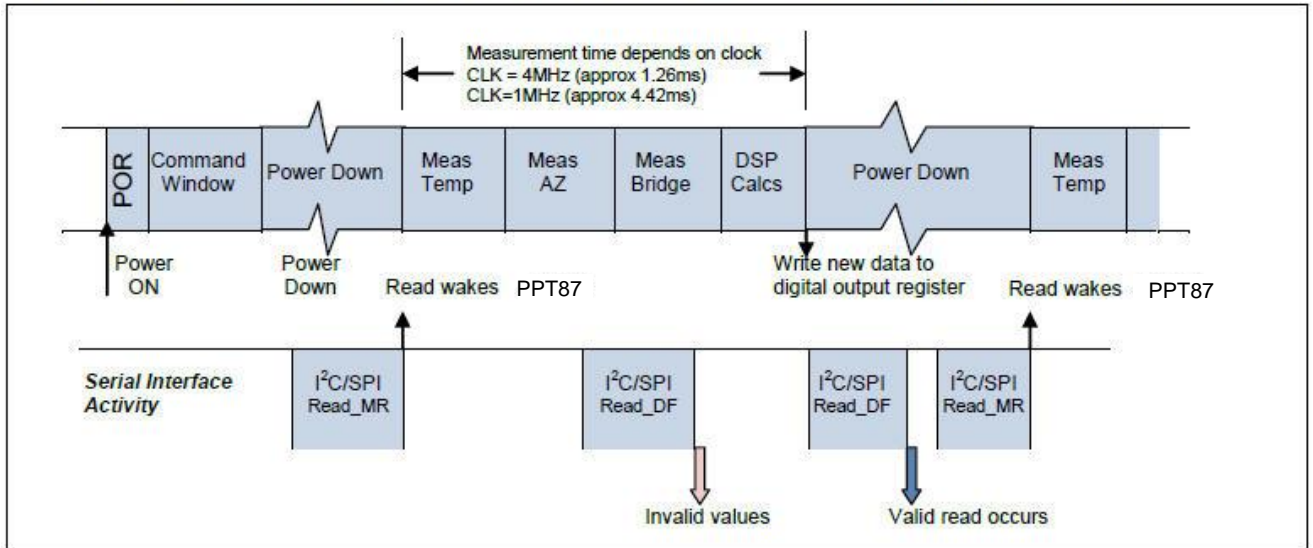 Measurement time depends on clock
CLK = 4MHz (approx 1.26ms)
CLK=1MHz (approx 4.42ms)
POR
Command
Window
Power Down
Meas
Temp
Meas
AZ
Meas
Bridge
DSP
Calcs
Power Down
Meas
Temp
Power
ON
Power
Down
Read wakes PPT87
Write new data to
digital output register
Read wakes PPT87
Serial Interface
Activity
I²C/SPI
Read_MR
I²C/SPI
Read_DF
I²C/SPI
Read_DF
I²C/SPI
Read_MR
Invalid values
Valid read occurs